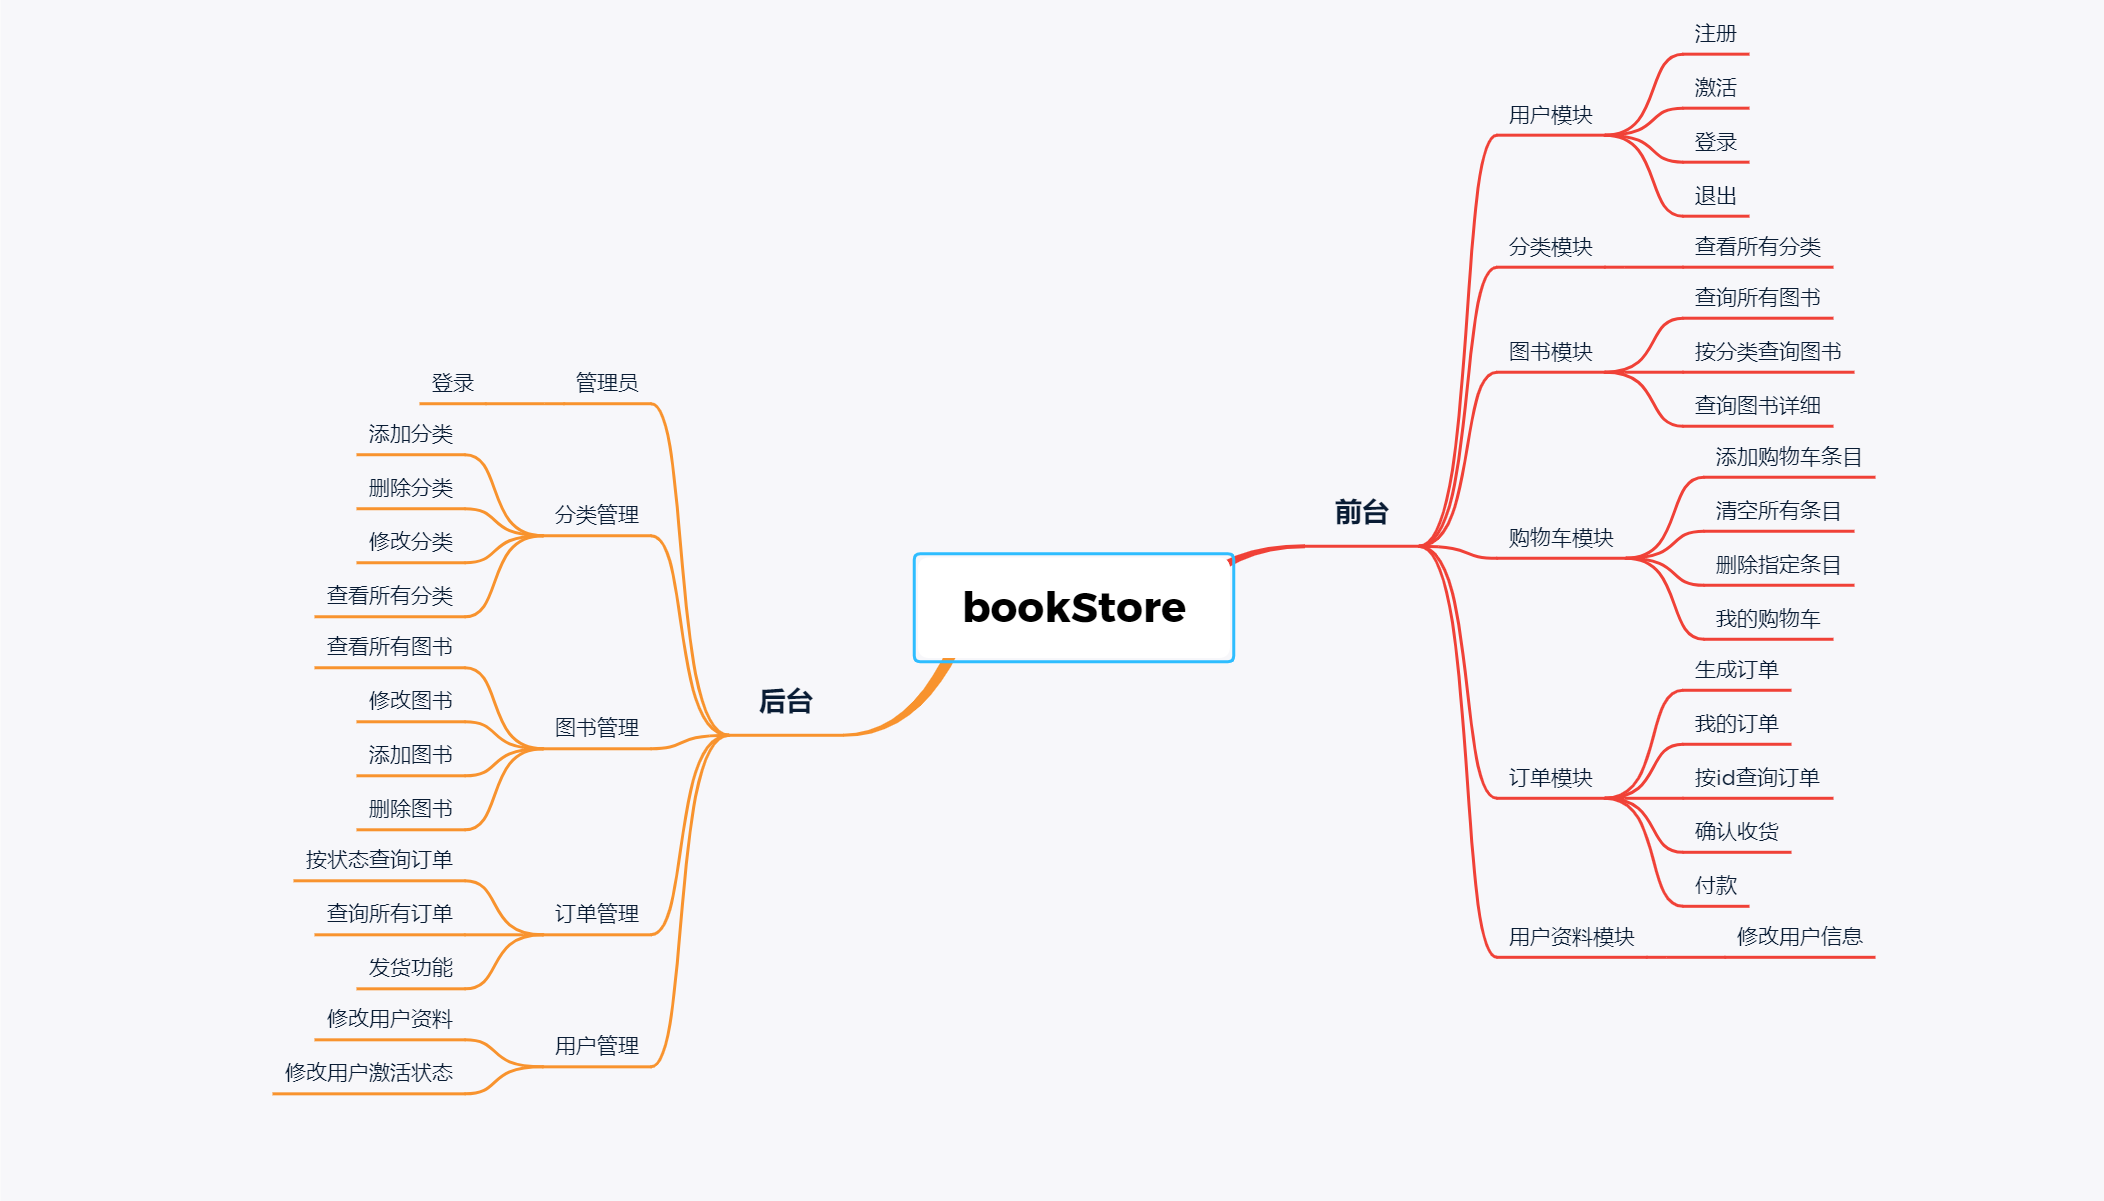 bookStore
前台
用户模块
注册
激活
登录
退出
分类模块
查看所有分类
图书模块
查询所有图书
按分类查询图书
查询图书详细
购物车模块
添加购物车条目
清空所有条目
删除指定条目
我的购物车
订单模块
生成订单
我的订单
按id查询订单
确认收货
付款
用户资料模块
修改用户信息
后台
管理员
登录
分类管理
添加分类
删除分类
修改分类
查看所有分类
图书管理
查看所有图书
修改图书
添加图书
删除图书
订单管理
按状态查询订单
查询所有订单
发货功能
用户管理
修改用户资料
修改用户激活状态